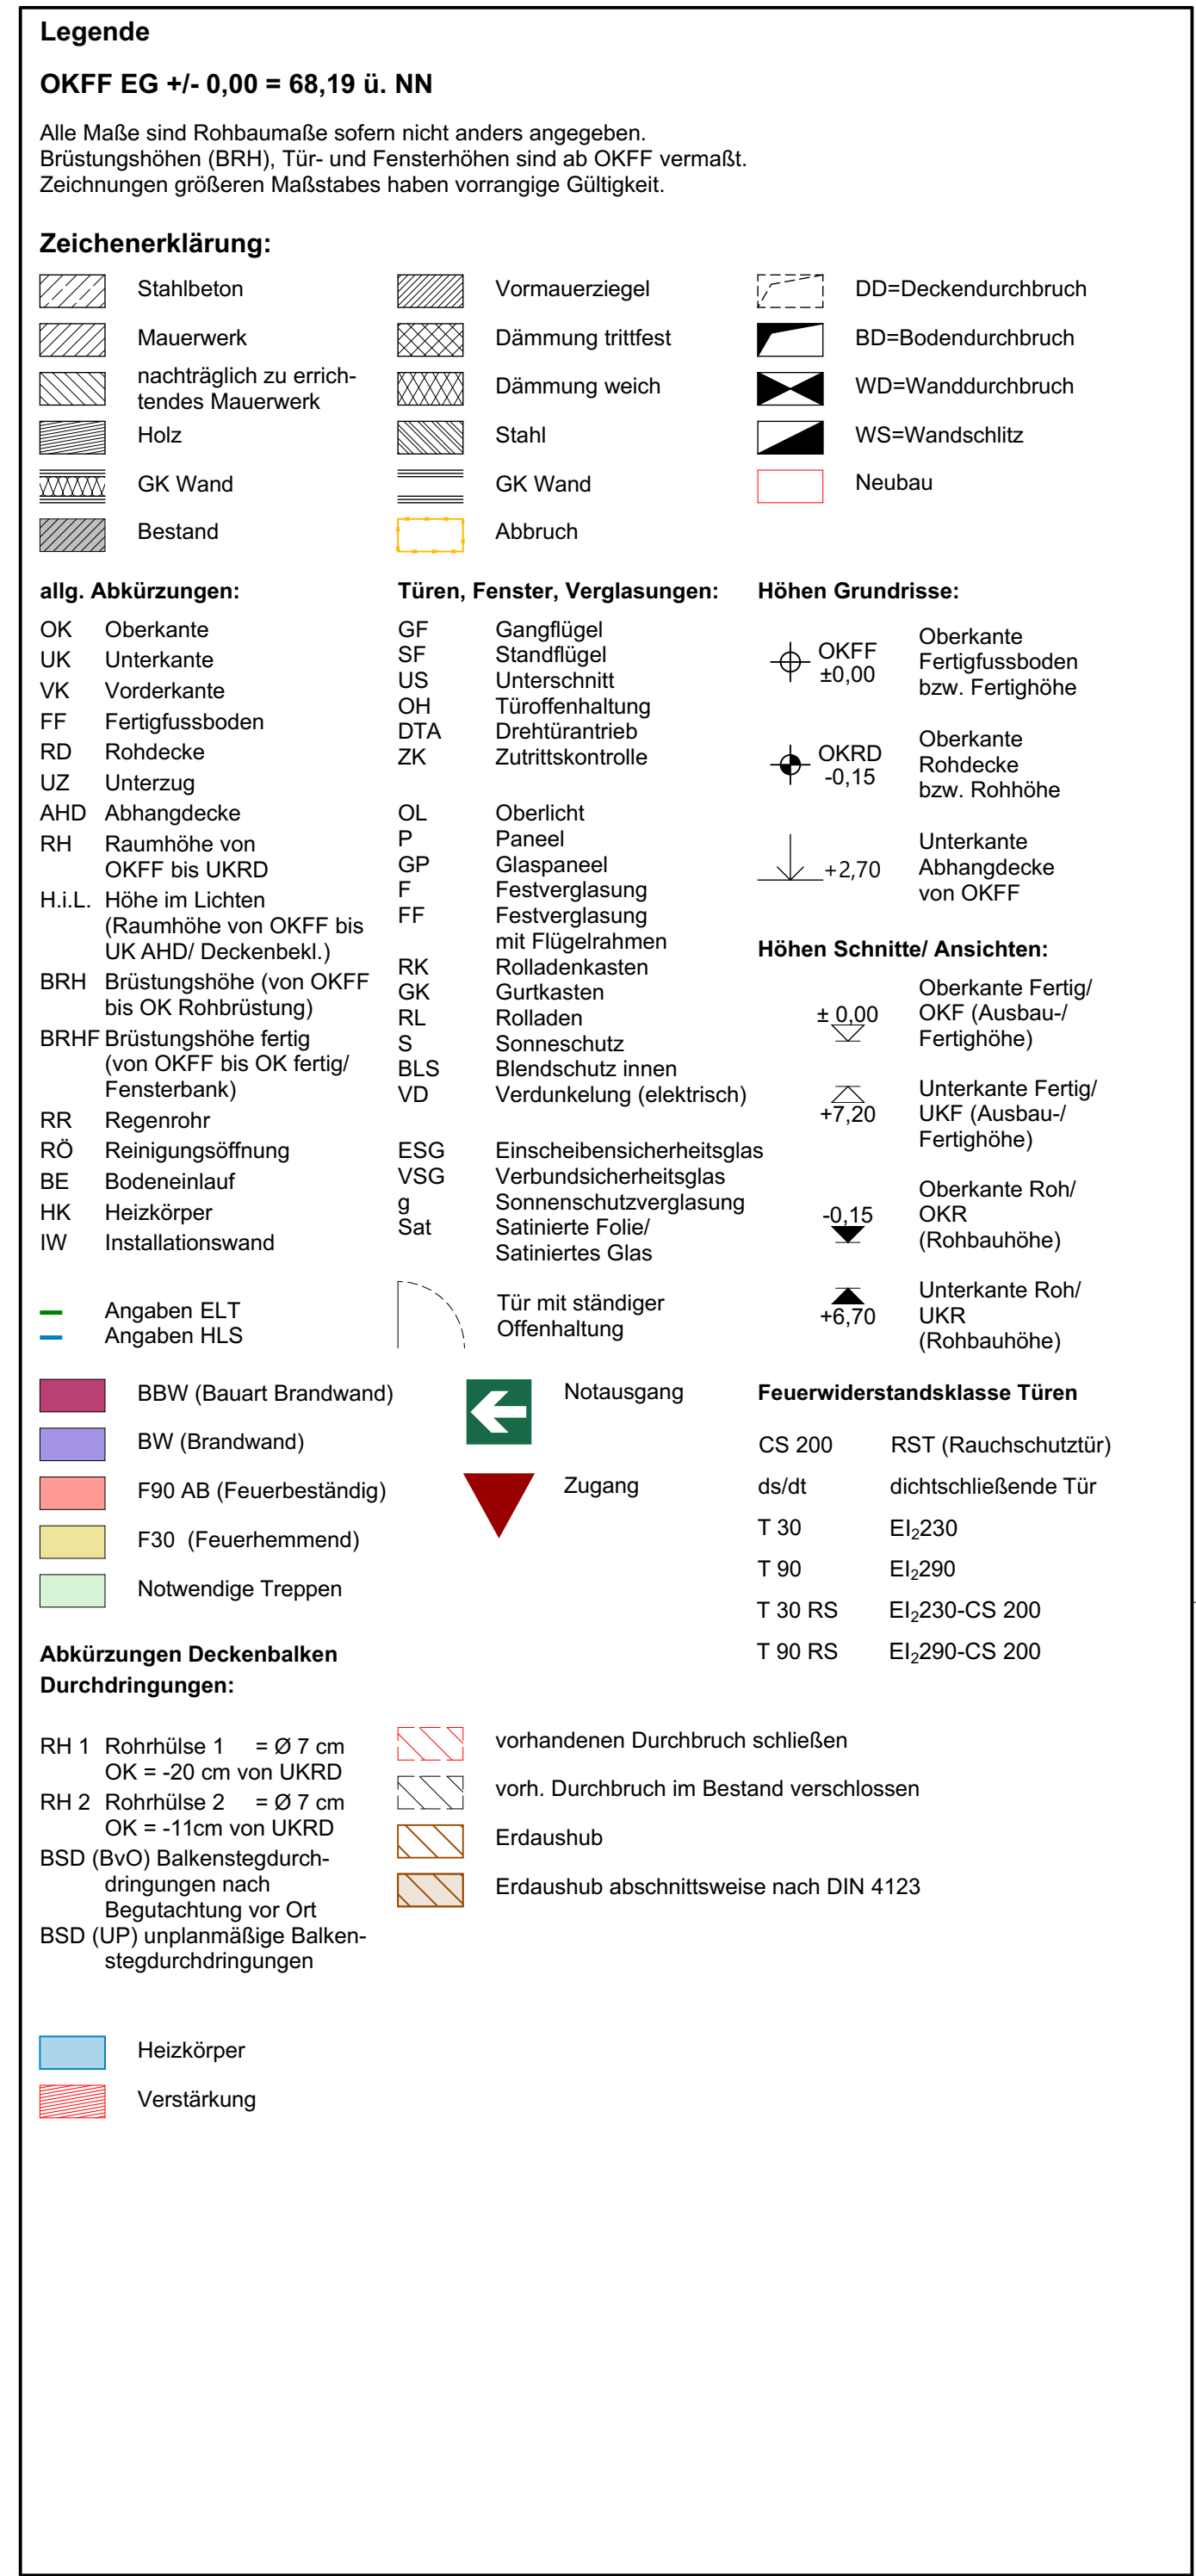 Legende
OKFF EG +/- 0,00 = 68,19 ü. NN
Alle Maße sind Rohbaumaße sofern nicht anders angegeben.
Brüstungshöhen (BRH), Tür- und Fensterhöhen sind ab OKFF vermaßt.
Zeichnungen größeren Maßstabes haben vorrangige Gültigkeit.
Zeichenerklärung:
Stahlbeton
Mauerwerk
nachträglich zu errich-
tendes Mauerwerk
Holz
GK Wand
Bestand
Vormauerziegel
Dämmung trittfest
Dämmung weich
Stahl
GK Wand
Abbruch
DD=Deckendurchbruch
BD=Bodendurchbruch
WD=Wanddurchbruch
WS=Wandschlitz
Neubau
allg. Abkürzungen:
OK Oberkante
UK Unterkante
VK Vorderkante
FF Fertigfussboden
RD Rohdecke
UZ Unterzug
AHD Abhangdecke
RH Raumhöhe von
OKFF bis UKRD
H.i.L. Höhe im Lichten
(Raumhöhe von OKFF bis
UK AHD/ Deckenbekl.)
BRH Brüstungshöhe (von OKFF
bis OK Rohbrüstung)
BRHF Brüstungshöhe fertig
(von OKFF bis OK fertig/
Fensterbank)
RR Regenrohr
RÖ Reinigungsöffnung
BE Bodeneinlauf
HK Heizkörper
IW Installationswand
Angaben ELT
Angaben HLS
Türen, Fenster, Verglasungen:
GF Gangflügel
SF Standflügel
US Unterschnitt
OH Türoffenhaltung
DTA Drehtürantrieb
ZK Zutrittskontrolle
OL Oberlicht
P Paneel
GP Glaspaneel
F Festverglasung
FF Festverglasung
mit Flügelrahmen
RK Rolladenkasten
GK Gurtkasten
RL Rolladen
S Sonneschutz
BLS Blendschutz innen
VD Verdunkelung (elektrisch)
ESG Einscheibensicherheitsglas
VSG Verbundsicherheitsglas
g Sonnenschutzverglasung
Sat Satinierte Folie/
Satiniertes Glas
Tür mit ständiger
Offenhaltung
Höhen Grundrisse:
OKFF
±0,00
Oberkante
Fertigfussboden
bzw. Fertighöhe
OKRD
-0,15
Oberkante
Rohdecke
bzw. Rohhöhe
+2,70
Unterkante
Abhangdecke
von OKFF
Höhen Schnitte/ Ansichten:
± 0,00
Oberkante Fertig/
OKF (Ausbau-/
Fertighöhe)
+7,20
Unterkante Fertig/
UKF (Ausbau-/
Fertighöhe)
-0,15
Oberkante Roh/
OKR
(Rohbauhöhe)
+6,70
Unterkante Roh/
UKR
(Rohbauhöhe)
BBW (Bauart Brandwand)
BW (Brandwand)
F90 AB (Feuerbeständig)
F30 (Feuerhemmend)
Notwendige Treppen
Notausgang
Zugang
Feuerwiderstandsklasse Türen
CS 200 RST (Rauchschutztür)
ds/dt dichtschließende Tür
T 30 EI₂230
T 90 EI₂290
T 30 RS EI₂230-CS 200
T 90 RS EI₂290-CS 200
Abkürzungen Deckenbalken
Durchdringungen:
RH 1 Rohrhülse 1 = Ø 7 cm
OK = -20 cm von UKRD
RH 2 Rohrhülse 2 = Ø 7 cm
OK = -11cm von UKRD
BSD (BvO) Balkenstegdurch-
dringungen nach
Begutachtung vor Ort
BSD (UP) unplanmäßige Balken-
stegdurchdringungen
vorhandenen Durchbruch schließen
vorh. Durchbruch im Bestand verschlossen
Erdaushub
Erdaushub abschnittsweise nach DIN 4123
Heizkörper
Verstärkung